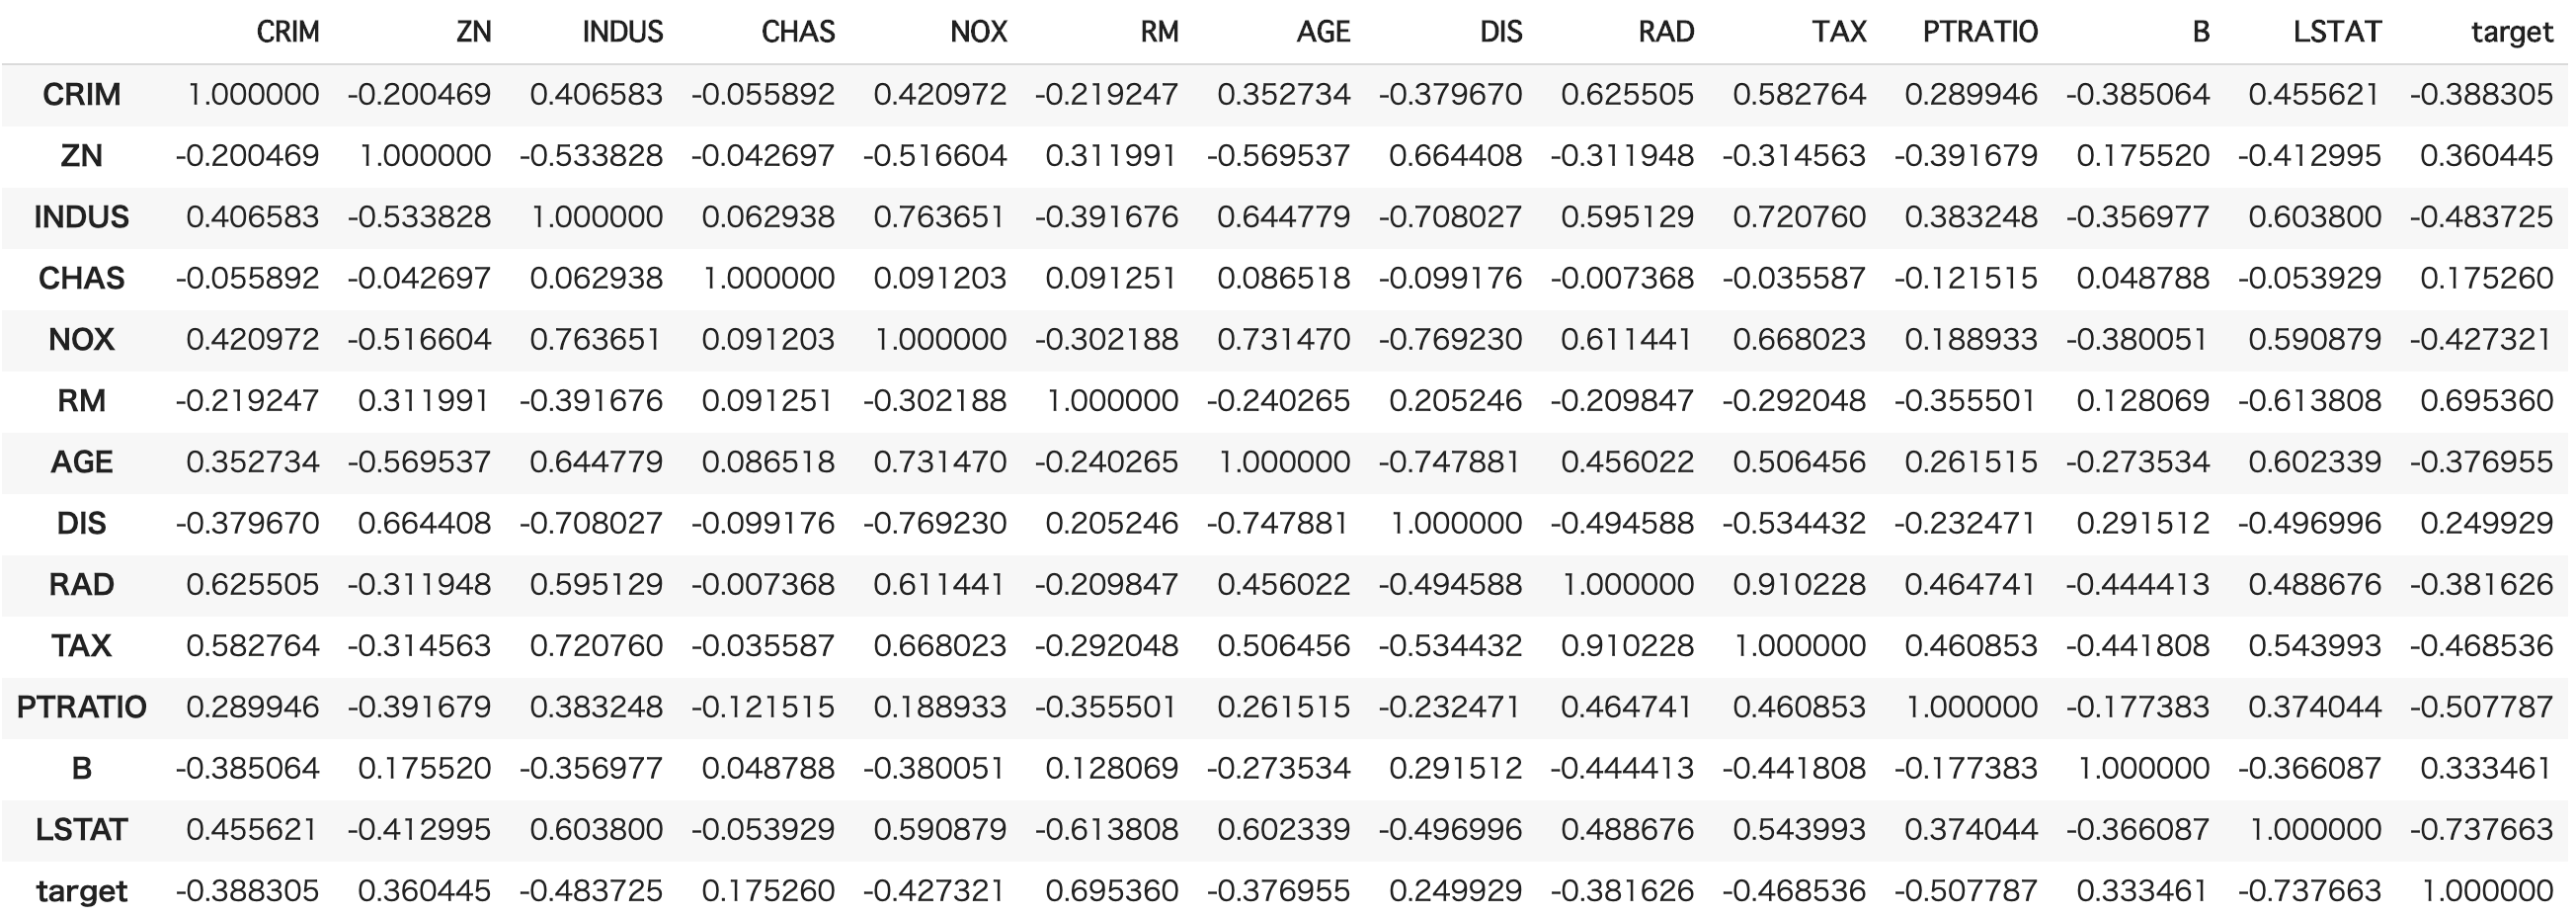 CRIM ZN INDUS CHAS NOX RM AGE DIS RAD TAX PTRATIO B LSTAT target
CRIM 1.000000 -0.200469 0.406583 -0.055892 0.420972 -0.219247 0.352734 -0.379670 0.625505 0.582764 0.289946 -0.385064 0.455621 -0.388305
ZN -0.200469 1.000000 -0.533828 -0.042697 -0.516604 0.311991 -0.569537 0.664408 -0.311948 -0.314563 -0.391679 0.175520 -0.412995 0.360445
INDUS 0.406583 -0.533828 1.000000 0.062938 0.763651 -0.391676 0.644779 -0.708027 0.595129 0.720760 0.383248 -0.356977 0.603800 -0.483725
CHAS -0.055892 -0.042697 0.062938 1.000000 0.091203 0.091251 0.086518 -0.099176 -0.007368 -0.035587 -0.121515 0.048788 -0.053929 0.175260
NOX 0.420972 -0.516604 0.763651 0.091203 1.000000 -0.302188 0.731470 -0.769230 0.611441 0.668023 0.188933 -0.380051 0.590879 -0.427321
RM -0.219247 0.311991 -0.391676 0.091251 -0.302188 1.000000 -0.240265 0.205246 -0.209847 -0.292048 -0.355501 0.128069 -0.613808 0.695360
AGE 0.352734 -0.569537 0.644779 0.086518 0.731470 -0.240265 1.000000 -0.747881 0.456022 0.506456 0.261515 -0.273534 0.602339 -0.376955
DIS -0.379670 0.664408 -0.708027 -0.099176 -0.769230 0.205246 -0.747881 1.000000 -0.494588 -0.534432 -0.232471 0.291512 -0.496996 0.249929
RAD 0.625505 -0.311948 0.595129 -0.007368 0.611441 -0.209847 0.456022 -0.494588 1.000000 0.910228 0.464741 -0.444413 0.488676 -0.381626
TAX 0.582764 -0.314563 0.720760 -0.035587 0.668023 -0.292048 0.506456 -0.534432 0.910228 1.000000 0.460853 -0.441808 0.543993 -0.468536
PTRATIO 0.289946 -0.391679 0.383248 -0.121515 0.188933 -0.355501 0.261515 -0.232471 0.464741 0.460853 1.000000 -0.177383 0.374044 -0.507787
B -0.385064 0.175520 -0.356977 0.048788 -0.380051 0.128069 -0.273534 0.291512 -0.444413 -0.441808 -0.177383 1.000000 -0.366087 0.333461
LSTAT 0.455621 -0.412995 0.603800 -0.053929 0.590879 -0.613808 0.602339 -0.496996 0.488676 0.543993 0.374044 -0.366087 1.000000 -0.737663
target -0.388305 0.360445 -0.483725 0.175260 -0.427321 0.695360 -0.376955 0.249929 -0.381626 -0.468536 -0.507787 0.333461 -0.737663 1.000000